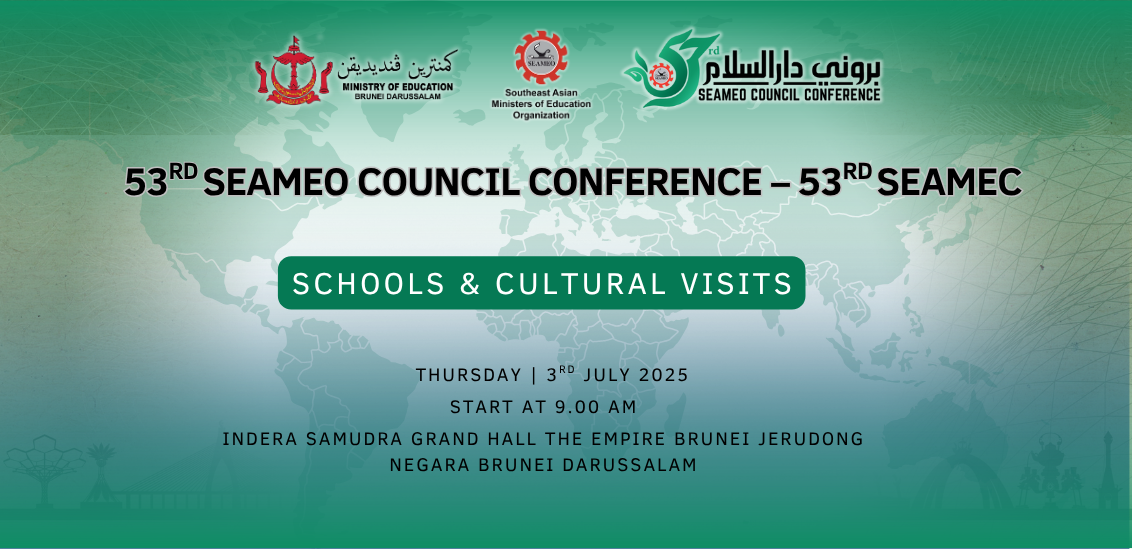 كمنترين ڤنديديقن
MINISTRY OF EDUCATION
BRUNEI DARUSSALAM
SEAMEO
Southeast Asian
Ministers of Education
Organization
53rd
بروني دارالسلام
SEAMEO COUNCIL CONFERENCE
53RD SEAMEO COUNCIL CONFERENCE – 53RD SEAMEC
SCHOOLS & CULTURAL VISITS
THURSDAY | 3RD JULY 2025
START AT 9.00 AM
INDERA SAMUDRA GRAND HALL THE EMPIRE BRUNEI JERUDONG
NEGARA BRUNEI DARUSSALAM